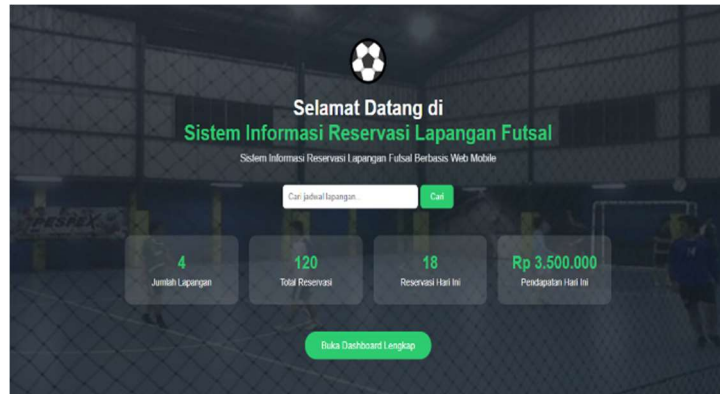 Selamat Datang di
Sistem Informasi Reservasi Lapangan Futsal
Sistem Informasi Reservasi Lapangan Futsal Berbasis Web Mobile
Cari jadwal lapangan...
Cari
4
Jumlah Lapangan
120
Total Reservasi
18
Reservasi Hari Ini
Rp 3.500.000
Pendapatan Hari Ini
Buka Dashboard Lengkap